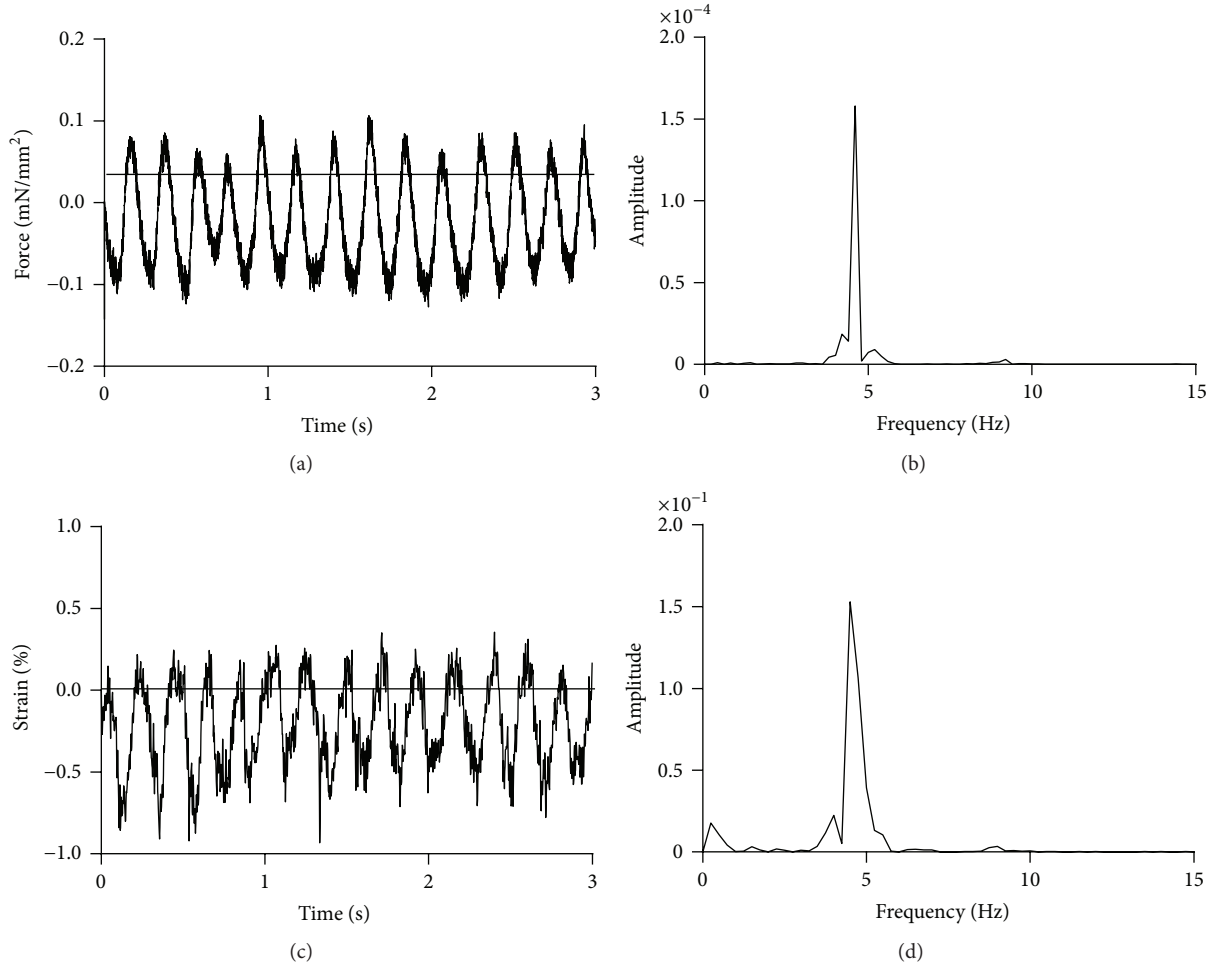 0.2
0.1
0.0
−0.1
−0.2
Force (mN/mm²)
0 1 2 3
Time (s)
(a)
×10⁻⁴
2.0
1.5
1.0
0.5
0
Amplitude
0 5 10 15
Frequency (Hz)
(b)
1.0
0.5
0.0
−0.5
−1.0
Strain (%)
0 1 2 3
Time (s)
(c)
×10⁻¹
2.0
1.5
1.0
0.5
0
Amplitude
0 5 10 15
Frequency (Hz)
(d)